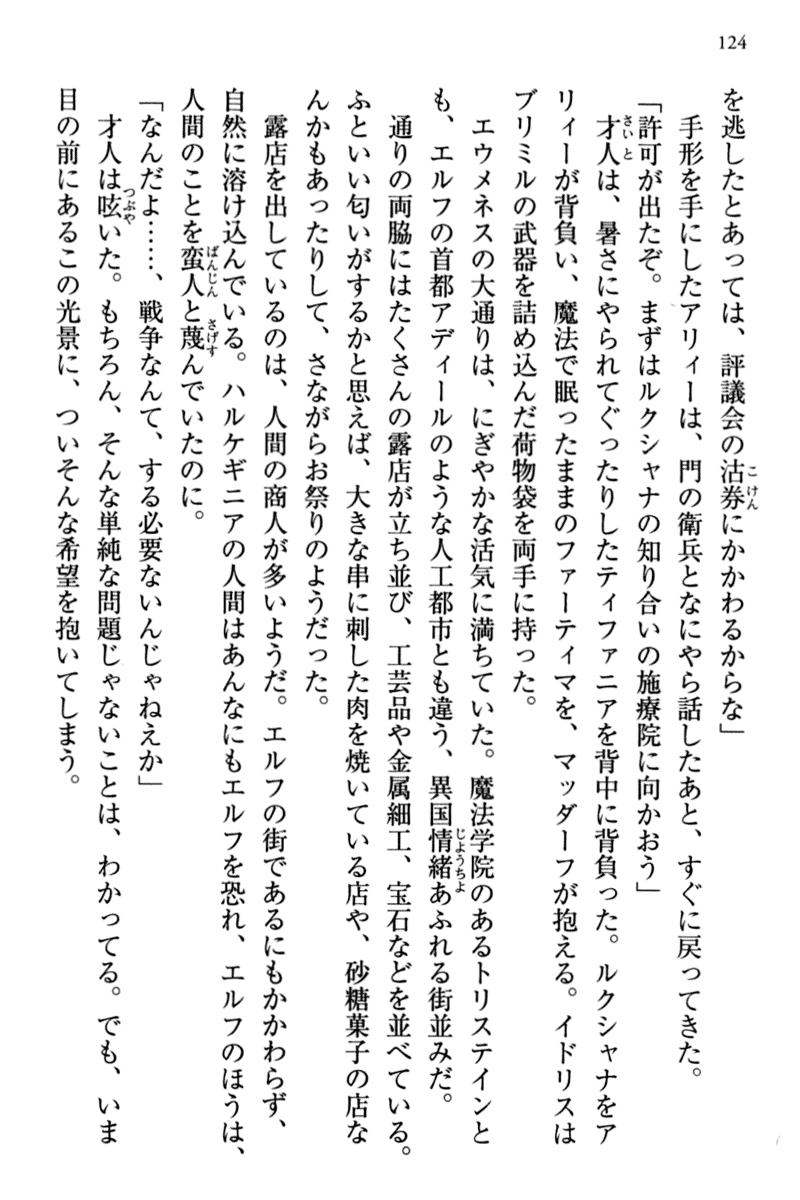 124
を逃したとあっては、評議会の沽券にかかわるからな」
　手形を手にしたアリィーは、門の衛兵となにやら話したあと、すぐに戻ってきた。
「許可が出たぞ。まずはルクシャナの知り合いの施療院に向かおう」
　才人は、暑さにやられてぐったりしたティファニアを背中に背負った。ルクシャナをア
リィーが背負い、魔法で眠ったままのファーティマを、マッダーフが抱える。イドリスは
ブリミルの武器を詰め込んだ荷物袋を両手に持った。
　エウメネスの大通りは、にぎやかな活気に満ちていた。魔法学院のあるトリステインと
も、エルフの首都アディールのような人工都市とも違う、異国情緒あふれる街並みだ。
　通りの両脇にはたくさんの露店が立ち並び、工芸品や金属細工、宝石などを並べている。
ふといい匂いがするかと思えば、大きな串に刺した肉を焼いている店や、砂糖菓子の店な
んかもあったりして、さながらお祭りのようだった。
　露店を出しているのは、人間の商人が多いようだ。エルフの街であるにもかかわらず、
自然に溶け込んでいる。ハルケギニアの人間はあんなにもエルフを恐れ、エルフのほうは、
人間のことを蛮人と蔑んでいたのに。
「なんだよ……、戦争なんて、する必要ないんじゃねえか」
　才人は呟いた。もちろん、そんな単純な問題じゃないことは、わかってる。でも、いま
目の前にあるこの光景に、ついそんな希望を抱いてしまう。